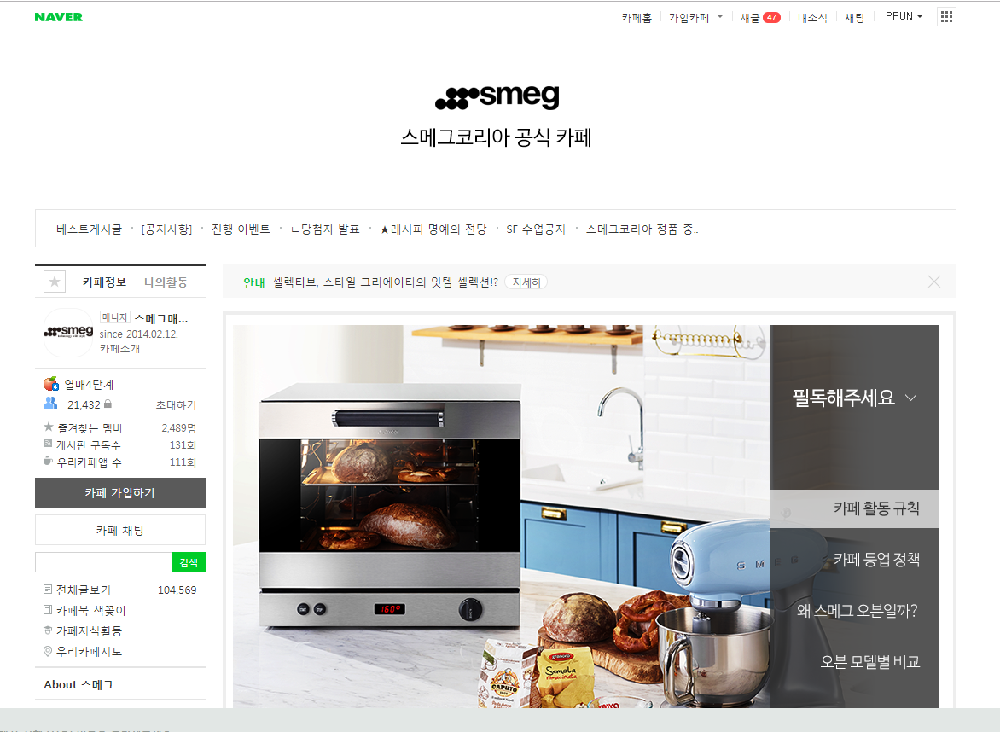 NAVER
카페홈 가입카페 새글 47 내소식 채팅 PRUN
smeg
스메그코리아 공식 카페
베스트게시글 · [공지사항] · 진행 이벤트 · ㄴ당첨자 발표 · ★레시피 명예의 전당 · SF 수업공지 · 스메그코리아 정품 중..
카페정보 나의활동
안내 셀렉티브, 스타일 크리에이터의 잇템 셀렉션!? 자세히
smeg
매니저 스메그매...
since 2014.02.12.
카페소개
열매4단계
21,432 초대하기
즐겨찾는 멤버 2,489명
게시판 구독수 131회
우리카페앱 수 111회
카페 가입하기
카페 채팅
검색
전체글보기 104,569
카페북 책꽂이
카페지식활동
우리카페지도
About 스메그
필독해주세요
카페 활동 규칙
카페 등업 정책
왜 스메그 오븐일까?
오븐 모델별 비교
SMEG
160°
granoro
Semola
rimacinata
CAPUTO